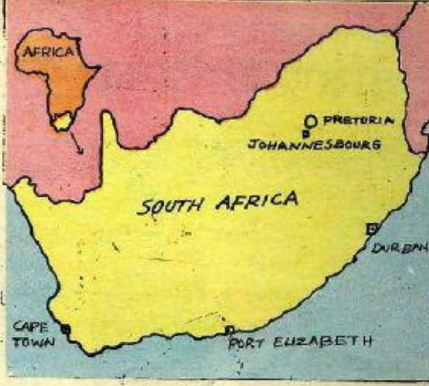 AFRICA
PRETORIA
JOHANNESBOURG
SOUTH AFRICA
DURBAN
CAPE
TOWN
PORT ELIZABETH